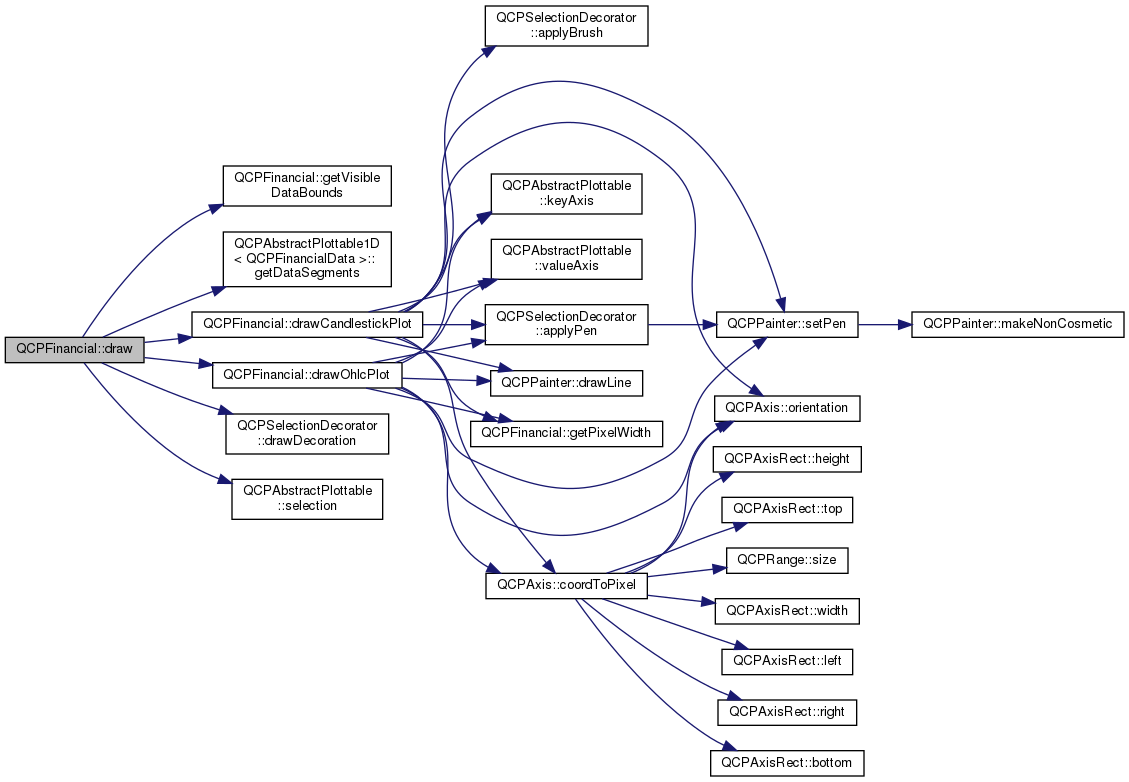 QCPFinancial::draw
QCPFinancial::getVisible
DataBounds
QCPAbstractPlottable1D
< QCPFinancialData >::
getDataSegments
QCPFinancial::drawCandlestickPlot
QCPFinancial::drawOhlcPlot
QCPSelectionDecorator
::drawDecoration
QCPAbstractPlottable
::selection
QCPSelectionDecorator
::applyBrush
QCPAbstractPlottable
::keyAxis
QCPAbstractPlottable
::valueAxis
QCPSelectionDecorator
::applyPen
QCPPainter::drawLine
QCPFinancial::getPixelWidth
QCPAxis::coordToPixel
QCPPainter::setPen
QCPAxis::orientation
QCPAxisRect::height
QCPAxisRect::top
QCPRange::size
QCPAxisRect::width
QCPAxisRect::left
QCPAxisRect::right
QCPAxisRect::bottom
QCPPainter::makeNonCosmetic